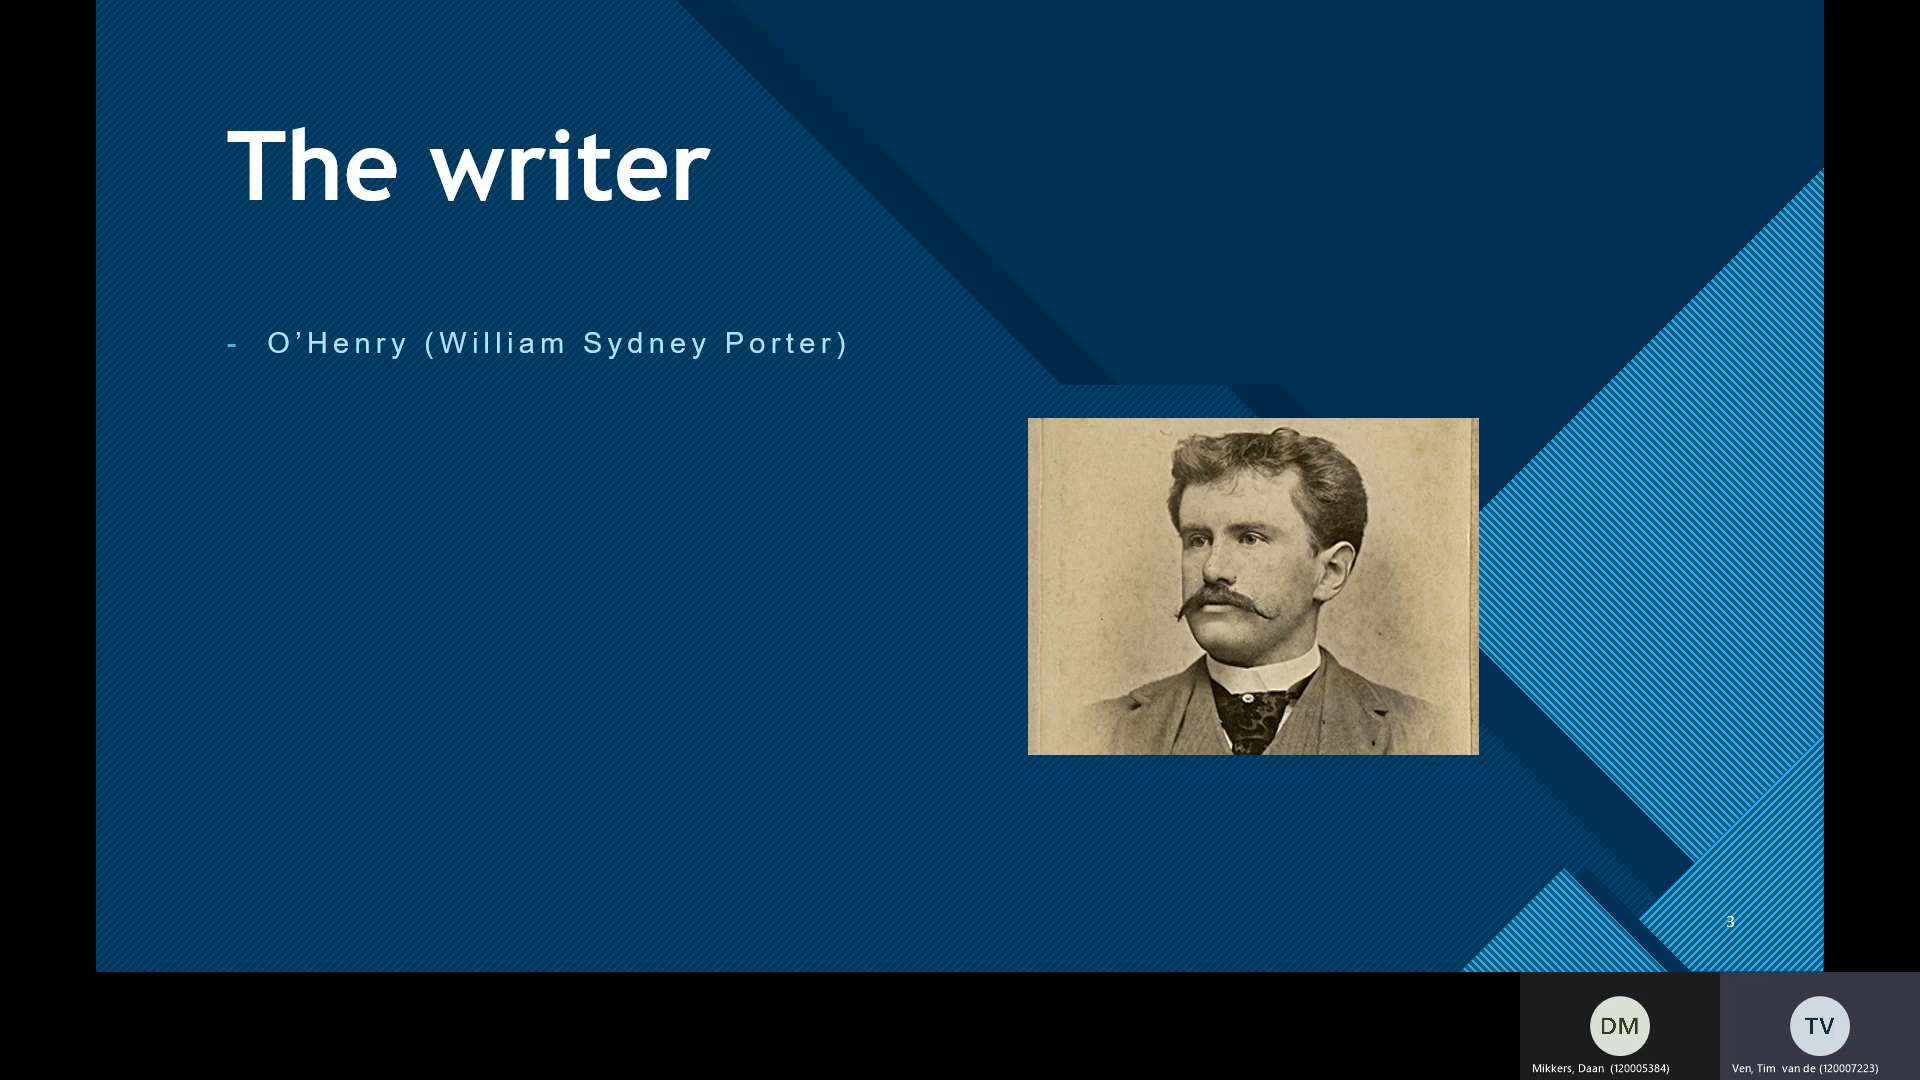 The writer
- O’Henry (William Sydney Porter)
3
DM
TV
Mikkers, Daan (120005384)
Ven, Tim van de (120007223)